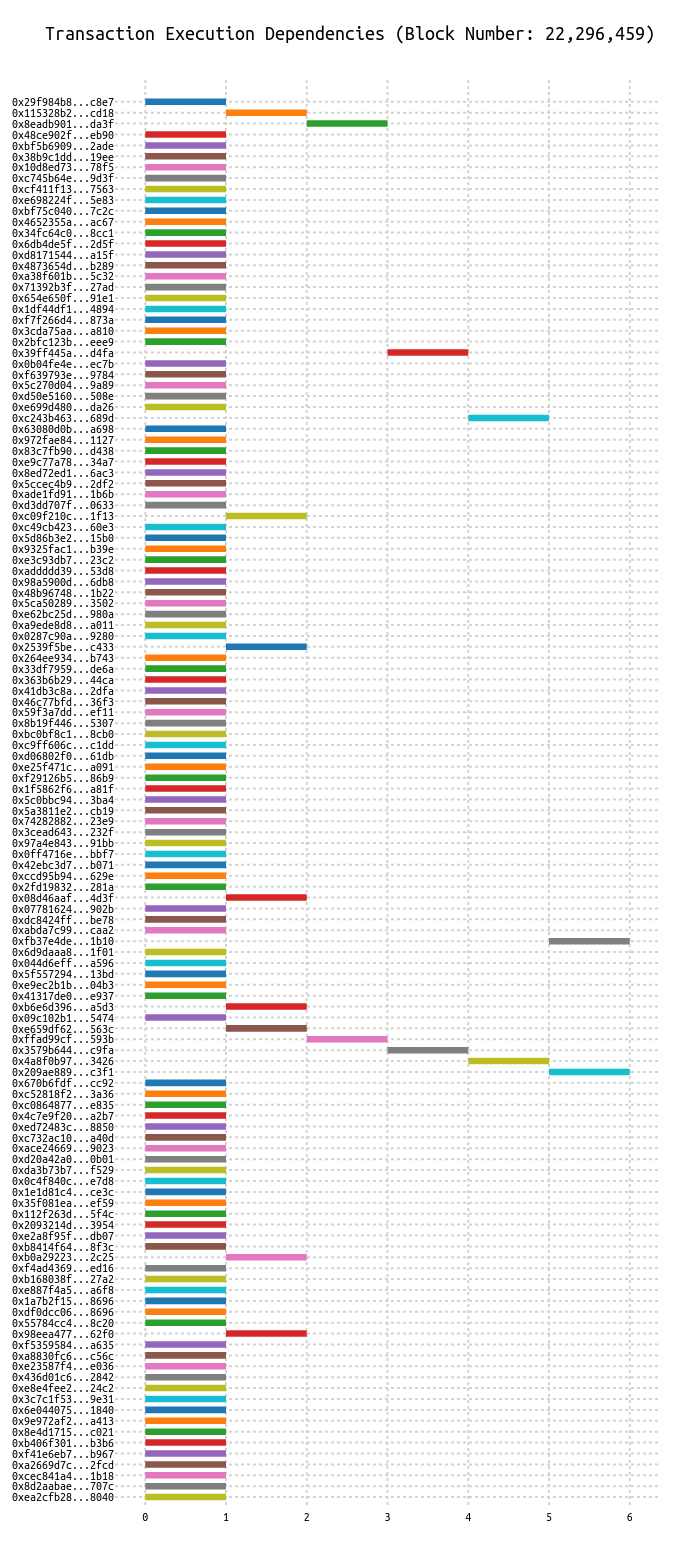 Transaction Execution Dependencies (Block Number: 22,296,459)
0x29f984b8...c8e7
0x115328b2...cd18
0x8eadb901...da3f
0x48ce902f...eb90
0xbf5b6909...2ade
0x38b9c1dd...19ee
0x10d8ed73...78f5
0xc745b64e...9d3f
0xcf411f13...7563
0xe698224f...5e83
0xbf75c040...7c2c
0x4652355a...ac67
0x34fc64c0...8cc1
0x6db4de5f...2d5f
0xd8171544...a15f
0x4873654d...b289
0xa38f601b...5c32
0x71392b3f...27ad
0x654e650f...91e1
0x1df44df1...4894
0xf7f266d4...873a
0x3cda75aa...a810
0x2bfc123b...eee9
0x39ff445a...d4fa
0x0b04fe4e...ec7b
0xf639793e...9784
0x5c270d04...9a89
0xd50e5160...508e
0xe699d480...da26
0xc243b463...689d
0x63080d0b...a698
0x972fae84...1127
0x83c7fb90...d438
0xe9c77a78...34a7
0x8ed72ed1...6ac3
0x5ccec4b9...2df2
0xade1fd91...1b6b
0xd3dd707f...0633
0xc09f210c...1f13
0xc49cb423...60e3
0x5d86b3e2...15b0
0x9325fac1...b39e
0xe3c93db7...23c2
0xaddddd39...53d8
0x98a5900d...6db8
0x48b96748...1b22
0x5ca50289...3502
0xe62bc25d...980a
0xa9ede8d8...a011
0x0287c90a...9280
0x2539f5be...c433
0x264ee934...b743
0x33df7959...de6a
0x363b6b29...44ca
0x41db3c8a...2dfa
0x46c77bfd...36f3
0x59f3a7dd...ef11
0x8b19f446...5307
0xbc0bf8c1...8cb0
0xc9ff606c...c1dd
0xd06802f0...61db
0xe25f471c...a091
0xf29126b5...86b9
0x1f5862f6...a81f
0x5c0bbc94...3ba4
0x5a3811e2...cb19
0x74282882...23e9
0x3cead643...232f
0x97a4e843...91bb
0x0ff4716e...bbf7
0x42ebc3d7...b071
0xccd95b94...629e
0x2fd19832...281a
0x08d46aaf...4d3f
0x07781624...902b
0xdc8424ff...be78
0xabda7c99...caa2
0xfb37e4de...1b10
0x6d9daaa8...1f01
0x044d6eff...a596
0x5f557294...13bd
0xe9ec2b1b...04b3
0x41317de0...e937
0xb6e6d396...a5d3
0x09c102b1...5474
0xe659df62...563c
0xffad99cf...593b
0x3579b644...c9fa
0x4a8f0b97...3426
0x209ae889...c3f1
0x670b6fdf...cc92
0xc52818f2...3a36
0xc0864877...e835
0x4c7e9f20...a2b7
0xed72483c...8850
0xc732ac10...a40d
0xace24669...9023
0xd20a42a0...0b01
0xda3b73b7...f529
0x0c4f840c...e7d8
0x1e1d81c4...ce3c
0x35f081ea...ef59
0x112f263d...5f4c
0x2093214d...3954
0xe2a8f95f...db07
0xb8414f64...8f3c
0xb0a29223...2c25
0xf4ad4369...ed16
0xb168038f...27a2
0xe887f4a5...a6f8
0x1a7b2f15...8696
0xdf0dcc06...8696
0x55784cc4...8c20
0x98eea477...62f0
0xf5359584...a635
0xa8830fc6...c56c
0xe23587f4...e036
0x436d01c6...2842
0xe8e4fee2...24c2
0x3c7c1f53...9e31
0x6e044075...1840
0x9e972af2...a413
0x8e4d1715...c021
0xb406f301...b3b6
0xf41e6eb7...b967
0xa2669d7c...2fcd
0xcec841a4...1b18
0x8d2aabae...707c
0xea2cfb28...8040
0 1 2 3 4 5 6